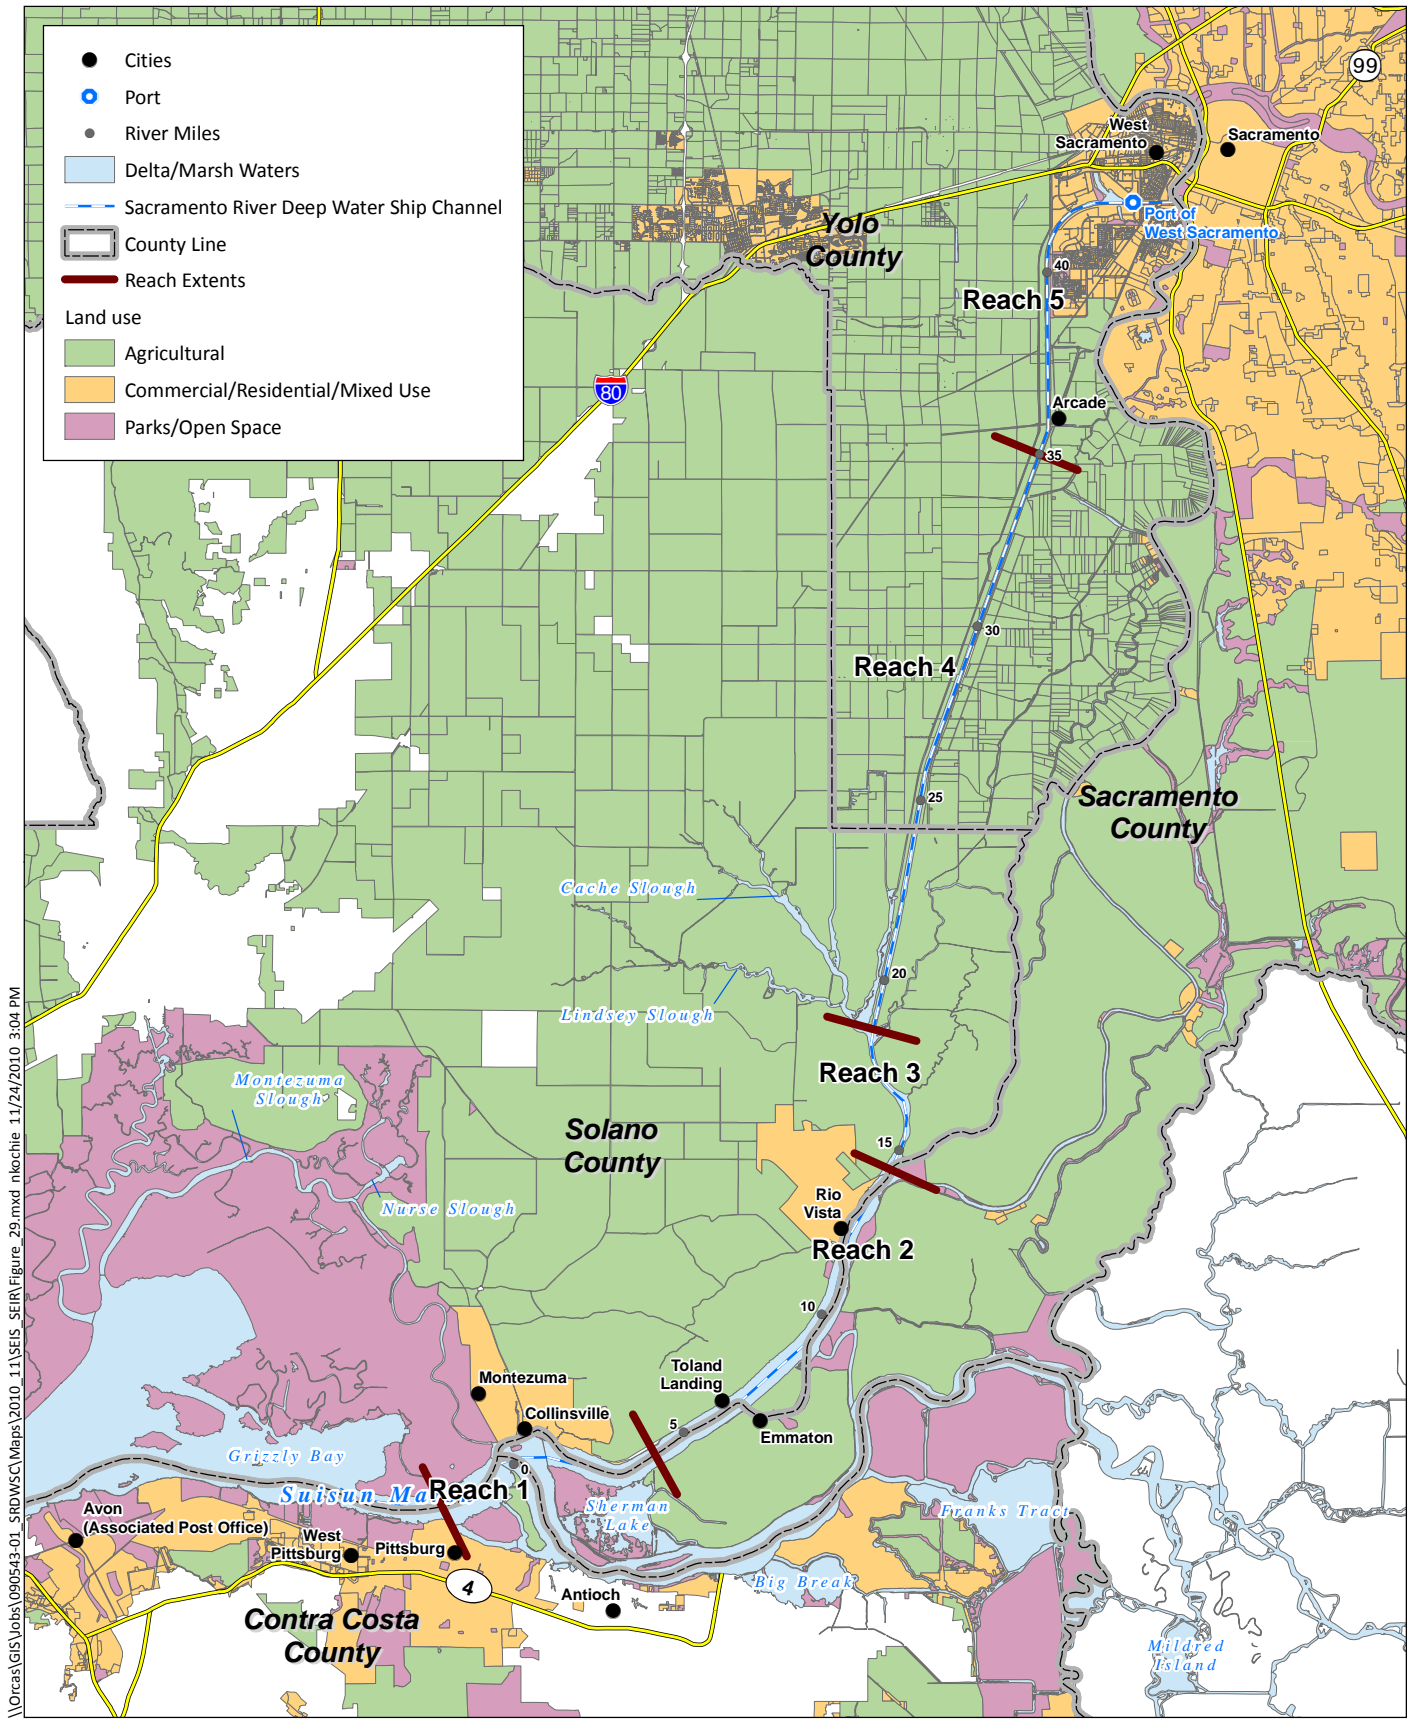 Cities
Port
River Miles
Delta/Marsh Waters
Sacramento River Deep Water Ship Channel
County Line
Reach Extents
Land use
Agricultural
Commercial/Residential/Mixed Use
Parks/Open Space
99
West
Sacramento
Sacramento
Port of
West Sacramento
Yolo
County
40
Reach 5
80
Arcade
35
30
Reach 4
25
Sacramento
County
Cache Slough
20
Lindsey Slough
Reach 3
Montezuma
Slough
Solano
County
15
Nurse Slough
Rio
Vista
Reach 2
10
Toland
Landing
Montezuma
Collinsville
5
Emmaton
Grizzly Bay
0
Suisun Ma
Reach 1
Sherman
Lake
Franks Tract
Avon
(Associated Post Office)
West
Pittsburg
Pittsburg
4
Big Break
Antioch
Contra Costa
County
Mildred
Island
\\Orcas\GIS\Jobs\090543-01_SRDWSC\Maps\2010_11\SEIS_SEIR\Figure_29.mxd nkochie 11/24/2010 3:04 PM